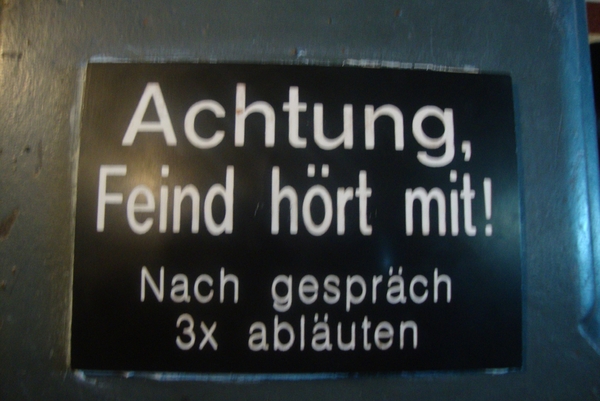 Achtung,
Feind hört mit!
Nach gespräch
3x abläuten